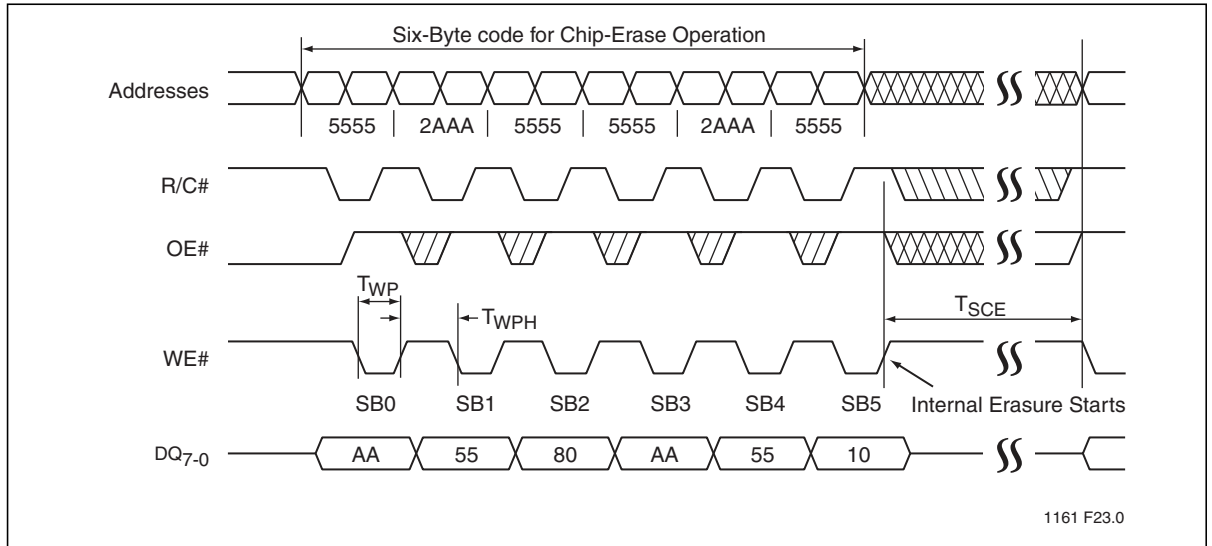 Six-Byte code for Chip-Erase Operation
Addresses
5555 2AAA 5555 5555 2AAA 5555
R/C#
OE#
TWP
TWPH
TSCE
WE#
SB0 SB1 SB2 SB3 SB4 SB5 Internal Erasure Starts
DQ7-0 AA 55 80 AA 55 10
1161 F23.0